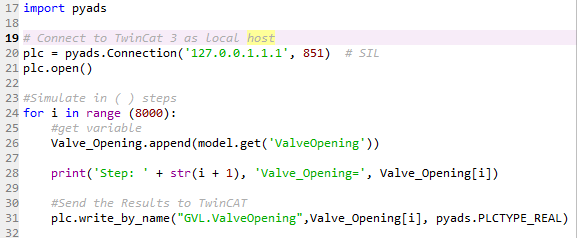 17 import pyads
18
19 # Connect to TwinCat 3 as local host
20 plc = pyads.Connection('127.0.0.1.1.1', 851)  # SIL
21 plc.open()
22
23 #Simulate in ( ) steps
24 for i in range (8000):
25     #get variable
26     Valve_Opening.append(model.get('ValveOpening'))
27
28     print('Step: ' + str(i + 1), 'Valve_Opening=', Valve_Opening[i])
29
30     #Send the Results to TwinCAT
31     plc.write_by_name("GVL.ValveOpening",Valve_Opening[i], pyads.PLCTYPE_REAL)
32